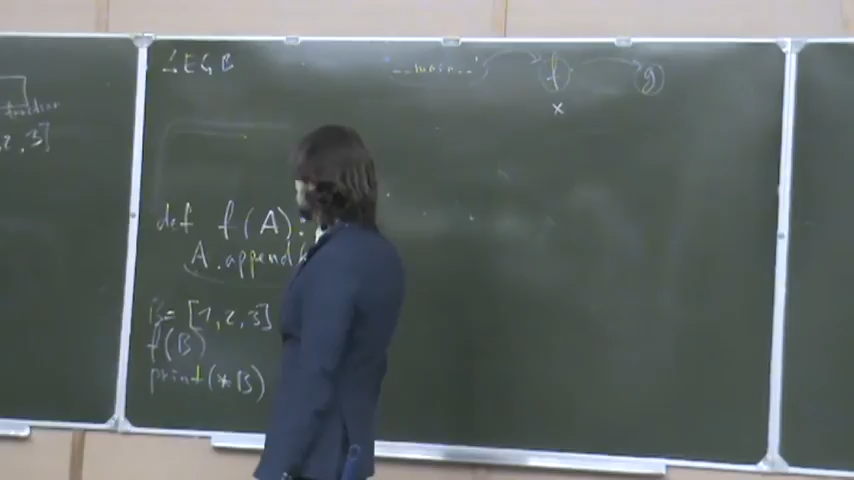 2, 3]
LEGB
__main__
f
g
x
def f(A):
A.append(
B = [1, 2, 3]
f(B)
print(*B)